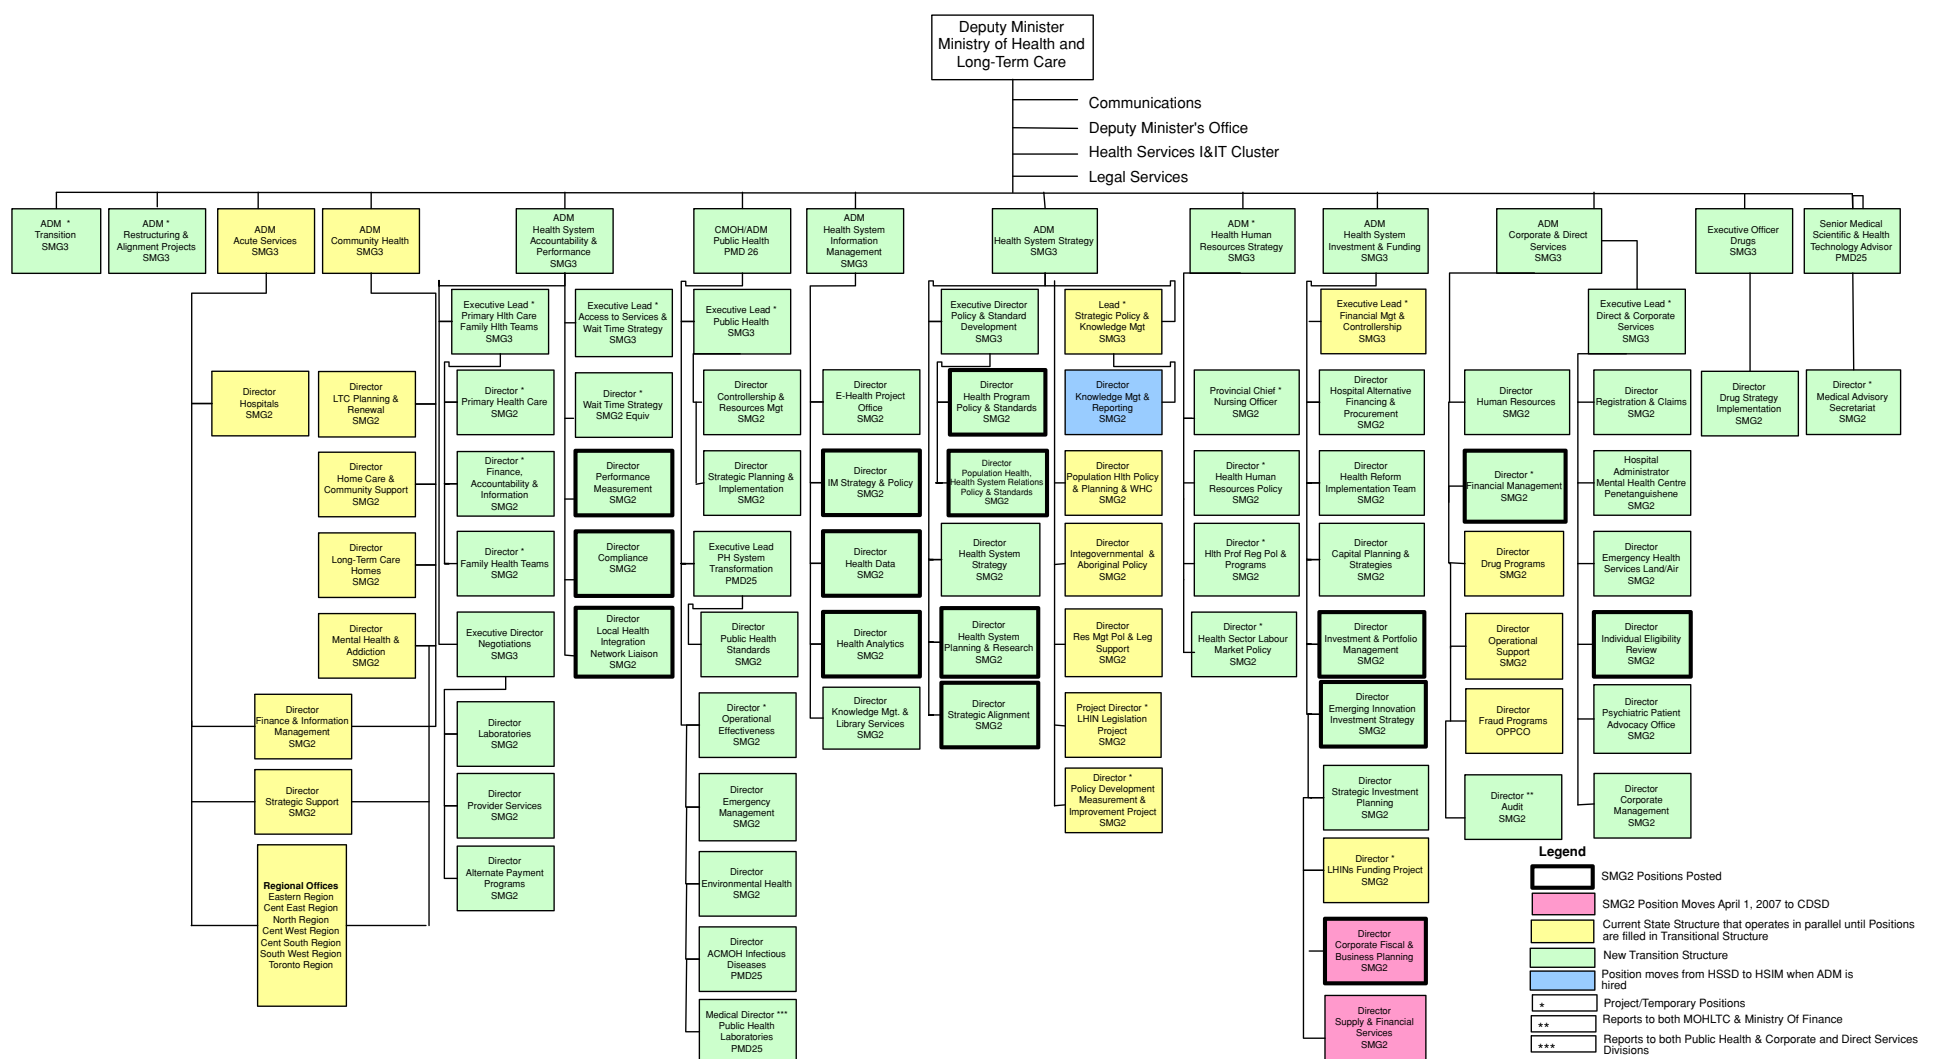 Deputy Minister
Ministry of Health and
Long-Term Care
Communications
Deputy Minister's Office
Health Services I&IT Cluster
Legal Services
ADM *
Transition
SMG3
ADM *
Restructuring &
Alignment Projects
SMG3
ADM
Acute Services
SMG3
ADM
Community Health
SMG3
ADM
Health System
Accountability &
Performance
SMG3
CMOH/ADM
Public Health
PMD 26
ADM
Health System
Information
Management
SMG3
ADM
Health System Strategy
SMG3
ADM *
Health Human
Resources Strategy
SMG3
ADM
Health System
Investment & Funding
SMG3
ADM
Corporate & Direct
Services
SMG3
Executive Officer
Drugs
SMG3
Senior Medical
Scientific & Health
Technology Advisor
PMD25
Executive Lead *
Primary Hlth Care
Family Hlth Teams
SMG3
Executive Lead *
Access to Services &
Wait Time Strategy
SMG3
Executive Lead *
Public Health
SMG3
Executive Director
Policy & Standard
Development
SMG3
Lead *
Strategic Policy &
Knowledge Mgt
SMG3
Executive Lead *
Financial Mgt &
Controllership
SMG3
Executive Lead *
Direct & Corporate
Services
SMG3
Director
Hospitals
SMG2
Director
LTC Planning &
Renewal
SMG2
Director *
Primary Health Care
SMG2
Director *
Wait Time Strategy
SMG2 Equiv
Director
Controllership &
Resources Mgt
SMG2
Director
E-Health Project
Office
SMG2
Director
Health Program
Policy & Standards
SMG2
Director
Knowledge Mgt &
Reporting
SMG2
Provincial Chief *
Nursing Officer
SMG2
Director
Hospital Alternative
Financing &
Procurement
SMG2
Director
Human Resources
SMG2
Director
Registration & Claims
SMG2
Director
Drug Strategy
Implementation
SMG2
Director *
Medical Advisory
Secretariat
SMG2
Director
Home Care &
Community Support
SMG2
Director *
Finance,
Accountability &
Information
SMG2
Director
Performance
Measurement
SMG2
Director
Strategic Planning &
Implementation
SMG2
Director
IM Strategy & Policy
SMG2
Director
Population Health,
Health System Relations
Policy & Standards
SMG2
Director
Population Hlth Policy
& Planning & WHC
SMG2
Director *
Health Human
Resources Policy
SMG2
Director
Health Reform
Implementation Team
SMG2
Director *
Financial Management
SMG2
Hospital
Administrator
Mental Health Centre
Penetanguishene
SMG2
Director
Long-Term Care
Homes
SMG2
Director *
Family Health Teams
SMG2
Director
Compliance
SMG2
Executive Lead
PH System
Transformation
PMD25
Director
Health Data
SMG2
Director
Health System
Strategy
SMG2
Director
Integovernmental &
Aboriginal Policy
SMG2
Director *
Hlth Prof Reg Pol &
Programs
SMG2
Director
Capital Planning &
Strategies
SMG2
Director
Drug Programs
SMG2
Director
Emergency Health
Services Land/Air
SMG2
Director
Mental Health &
Addiction
SMG2
Executive Director
Negotiations
SMG3
Director
Local Health
Integration
Network Liaison
SMG2
Director
Public Health
Standards
SMG2
Director
Health Analytics
SMG2
Director
Health System
Planning & Research
SMG2
Director
Res Mgt Pol & Leg
Support
SMG2
Director *
Health Sector Labour
Market Policy
SMG2
Director
Investment & Portfolio
Management
SMG2
Director
Operational
Support
SMG2
Director
Individual Eligibility
Review
SMG2
Director
Finance & Information
Management
SMG2
Director
Laboratories
SMG2
Director *
Operational
Effectiveness
SMG2
Director
Knowledge Mgt. &
Library Services
SMG2
Director
Strategic Alignment
SMG2
Project Director *
LHIN Legislation
Project
SMG2
Director
Emerging Innovation
Investment Strategy
SMG2
Director
Fraud Programs
OPPCO
Director
Psychiatric Patient
Advocacy Office
SMG2
Director
Strategic Support
SMG2
Director
Provider Services
SMG2
Director
Emergency
Management
SMG2
Director *
Policy Development
Measurement &
Improvement Project
SMG2
Director
Strategic Investment
Planning
SMG2
Director **
Audit
SMG2
Director
Corporate
Management
SMG2
Regional Offices
Eastern Region
Cent East Region
North Region
Cent West Region
Cent South Region
South West Region
Toronto Region
Director
Alternate Payment
Programs
SMG2
Director
Environmental Health
SMG2
Director *
LHINs Funding Project
SMG2
Director
ACMOH Infectious
Diseases
PMD25
Director
Corporate Fiscal &
Business Planning
SMG2
Medical Director ***
Public Health
Laboratories
PMD25
Director
Supply & Financial
Services
SMG2
Legend
SMG2 Positions Posted
SMG2 Position Moves April 1, 2007 to CDSD
Current State Structure that operates in parallel until Positions
are filled in Transitional Structure
New Transition Structure
Position moves from HSSD to HSIM when ADM is
hired
* Project/Temporary Positions
** Reports to both MOHLTC & Ministry Of Finance
*** Reports to both Public Health & Corporate and Direct Services
Divisions